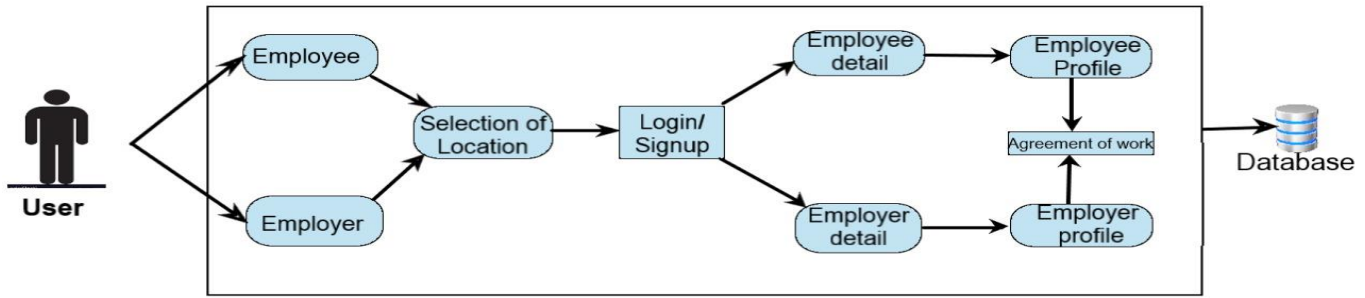 User
Employee
Employer
Selection of
Location
Login/
Signup
Employee
detail
Employer
detail
Employee
Profile
Agreement of work
Employer
profile
Database